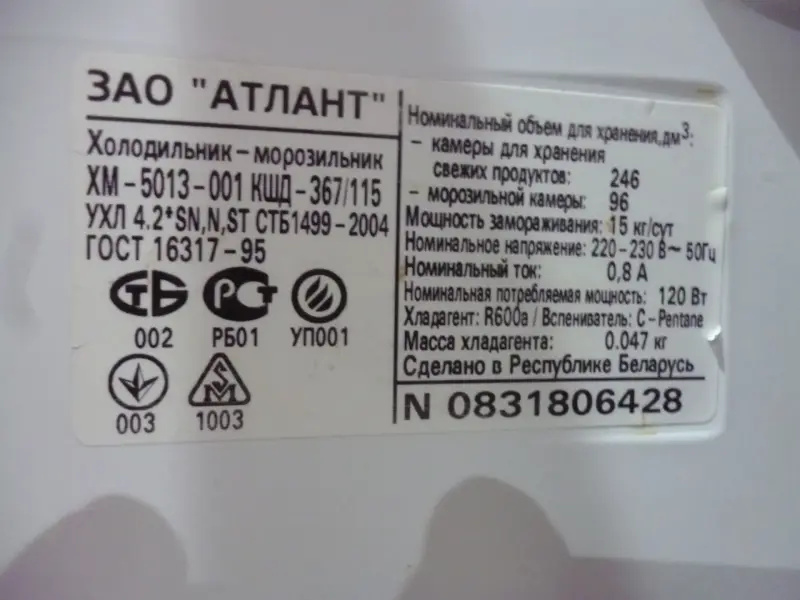 ЗАО "АТЛАНТ"
Холодильник – морозильник
ХМ – 5013 – 001 КШД – 367/115
УХЛ 4.2*SN,N,ST СТБ1499 – 2004
ГОСТ 16317 – 95
СТБ РСТ
002 РБ01 УП001
003 1003
Номинальный объем для хранения,дм³:
– камеры для хранения
свежих продуктов: 246
– морозильной камеры: 96
Мощность замораживания: 15 кг/сут
Номинальное напряжение: 220 – 230 В ~ 50Гц
Номинальный ток: 0,8 А
Номинальная потребляемая мощность: 120 Вт
Хладагент: R600a / Вспениватель: C – Pentane
Масса хладагента: 0.047 кг
Сделано в Республике Беларусь
N 0831806428